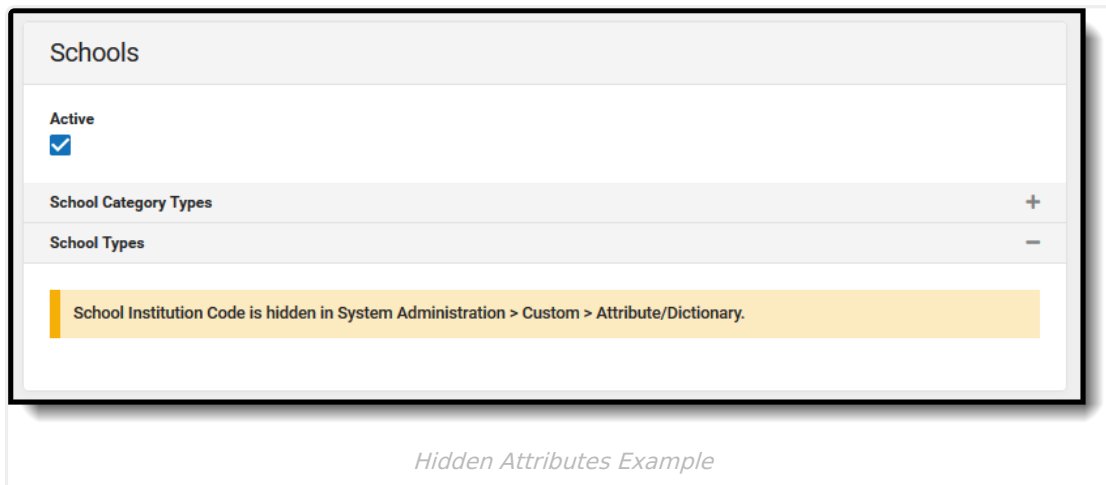 Schools
Active
School Category Types
School Types
School Institution Code is hidden in System Administration > Custom > Attribute/Dictionary.
Hidden Attributes Example